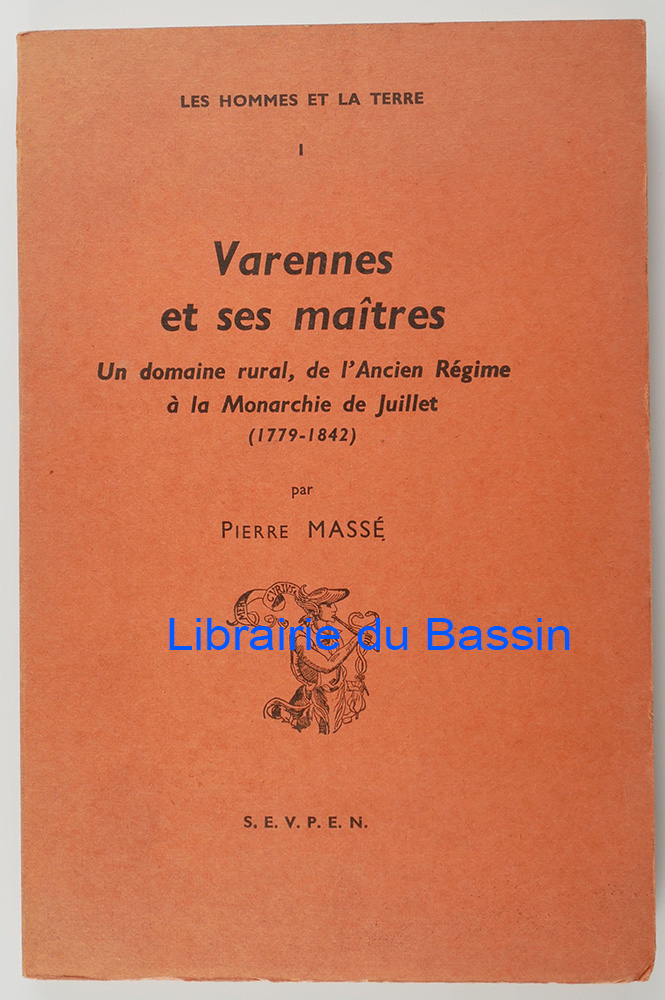 LES HOMMES ET LA TERRE
I
Varennes
et ses maîtres
Un domaine rural, de l'Ancien Régime
à la Monarchie de Juillet
(1779-1842)
par
PIERRE MASSÉ
MERCVRIVS
Librairie du Bassin
S. E. V. P. E. N.